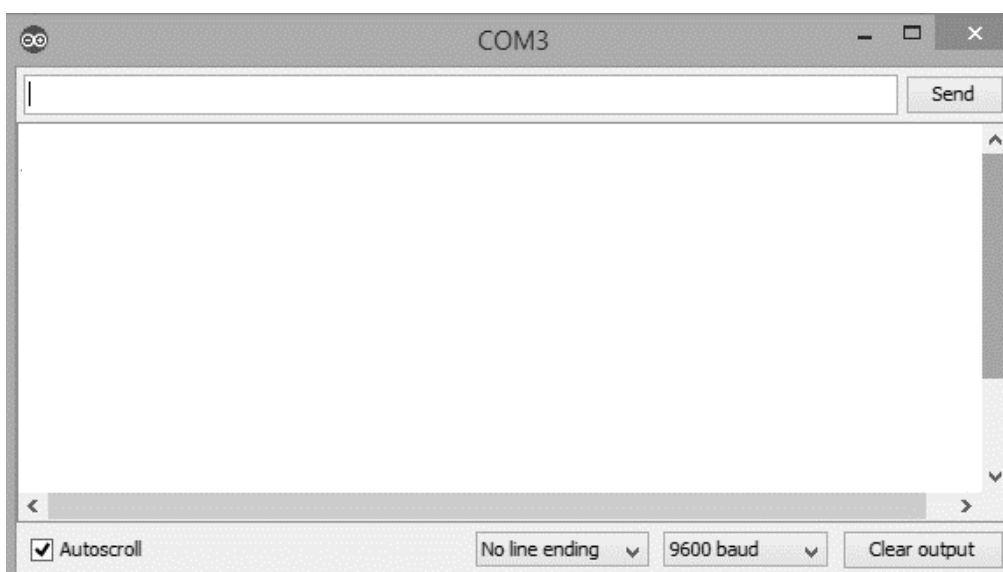 COM3
Send
Autoscroll
No line ending
9600 baud
Clear output